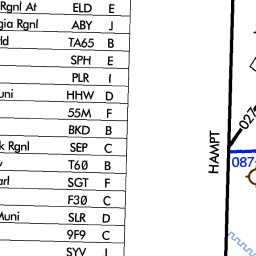 Rgnl At ELD E
gia Rgnl ABY J
ld TA65 B
SPH E
PLR I
uni HHW D
55M F
BKD B
k Rgnl SEP C
T60 B
arl SGT F
F30 C
Muni SLR D
9F9 C
SYV I
HAMPT
027
087